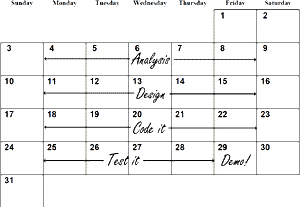 Sunday Monday Tuesday Wednesday Thursday Friday Saturday
1 2
3 4 5 6 7 8 9
Analysis
10 11 12 13 14 15 16
Design
17 18 19 20 21 22 23
Code it
24 25 26 27 28 29 30
Test it Demo!
31